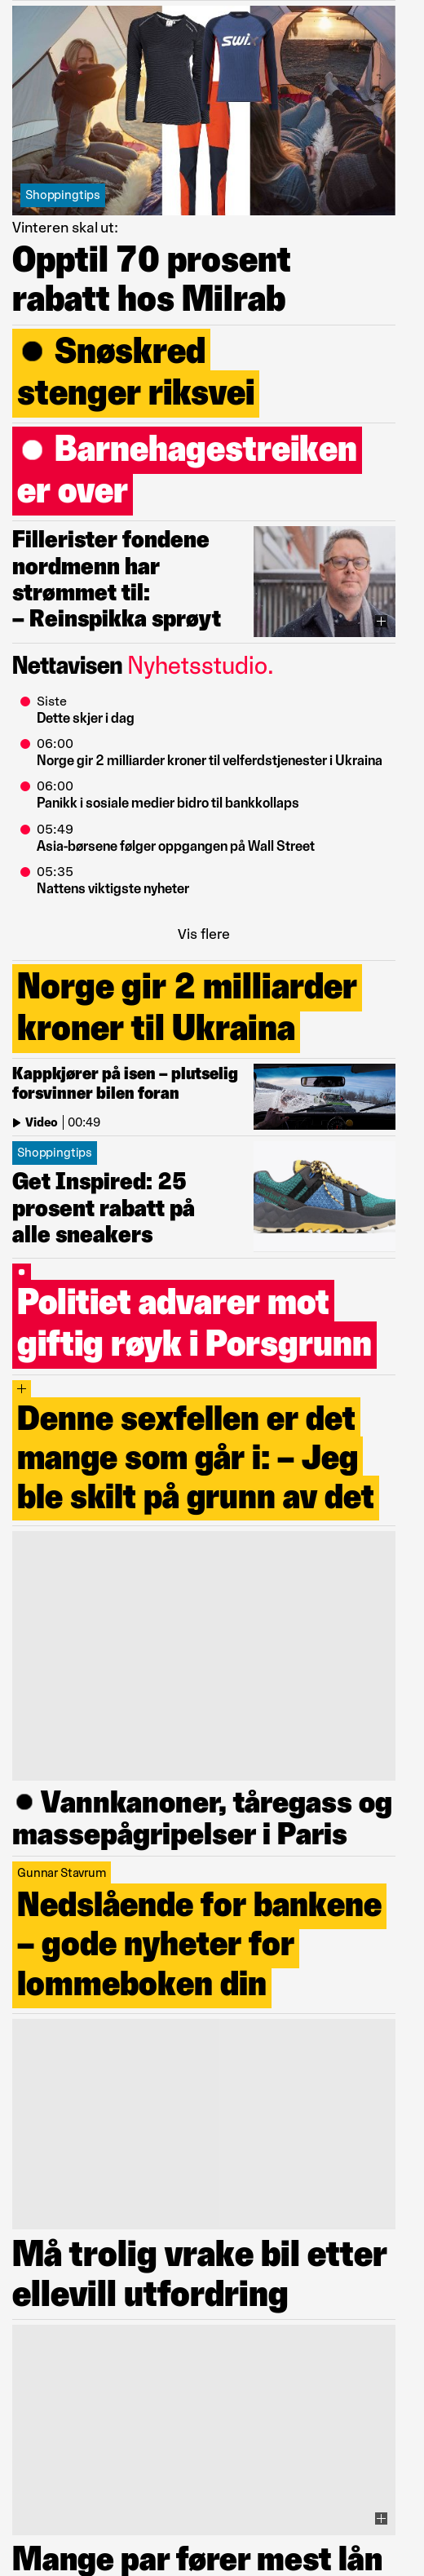 SWIX
Shoppingtips
Vinteren skal ut:
Opptil 70 prosent
rabatt hos Milrab
Snøskred
stenger riksvei
Barnehagestreiken
er over
Fillerister fondene
nordmenn har
strømmet til:
– Reinspikka sprøyt
Nettavisen Nyhetsstudio.
Siste
Dette skjer i dag
06:00
Norge gir 2 milliarder kroner til velferdstjenester i Ukraina
06:00
Panikk i sosiale medier bidro til bankkollaps
05:49
Asia-børsene følger oppgangen på Wall Street
05:35
Nattens viktigste nyheter
Vis flere
Norge gir 2 milliarder
kroner til Ukraina
Kappkjører på isen – plutselig
forsvinner bilen foran
Video | 00:49
Shoppingtips
Get Inspired: 25
prosent rabatt på
alle sneakers
Politiet advarer mot
giftig røyk i Porsgrunn
Denne sexfellen er det
mange som går i: – Jeg
ble skilt på grunn av det
Vannkanoner, tåregass og
massepågripelser i Paris
Gunnar Stavrum
Nedslående for bankene
– gode nyheter for
lommeboken din
Må trolig vrake bil etter
ellevill utfordring
Mange par fører mest lån